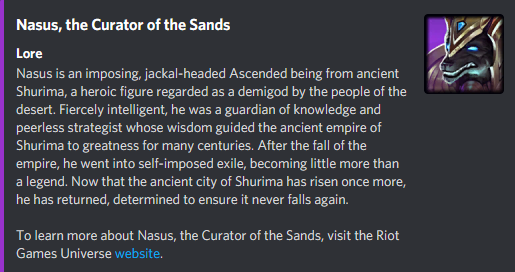 Nasus, the Curator of the Sands
Lore
Nasus is an imposing, jackal-headed Ascended being from ancient
Shurima, a heroic figure regarded as a demigod by the people of the
desert. Fiercely intelligent, he was a guardian of knowledge and
peerless strategist whose wisdom guided the ancient empire of
Shurima to greatness for many centuries. After the fall of the
empire, he went into self-imposed exile, becoming little more than
a legend. Now that the ancient city of Shurima has risen once more,
he has returned, determined to ensure it never falls again.
To learn more about Nasus, the Curator of the Sands, visit the Riot
Games Universe website.